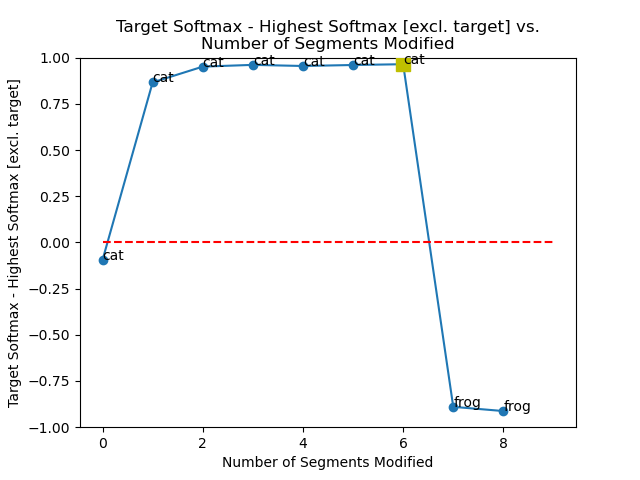 Target Softmax - Highest Softmax [excl. target] vs.
Number of Segments Modified
Target Softmax - Highest Softmax [excl. target]
1.00
0.75
0.50
0.25
0.00
−0.25
−0.50
−0.75
−1.00
cat
cat
cat
cat
cat
cat
cat
frog
frog
0
2
4
6
8
Number of Segments Modified